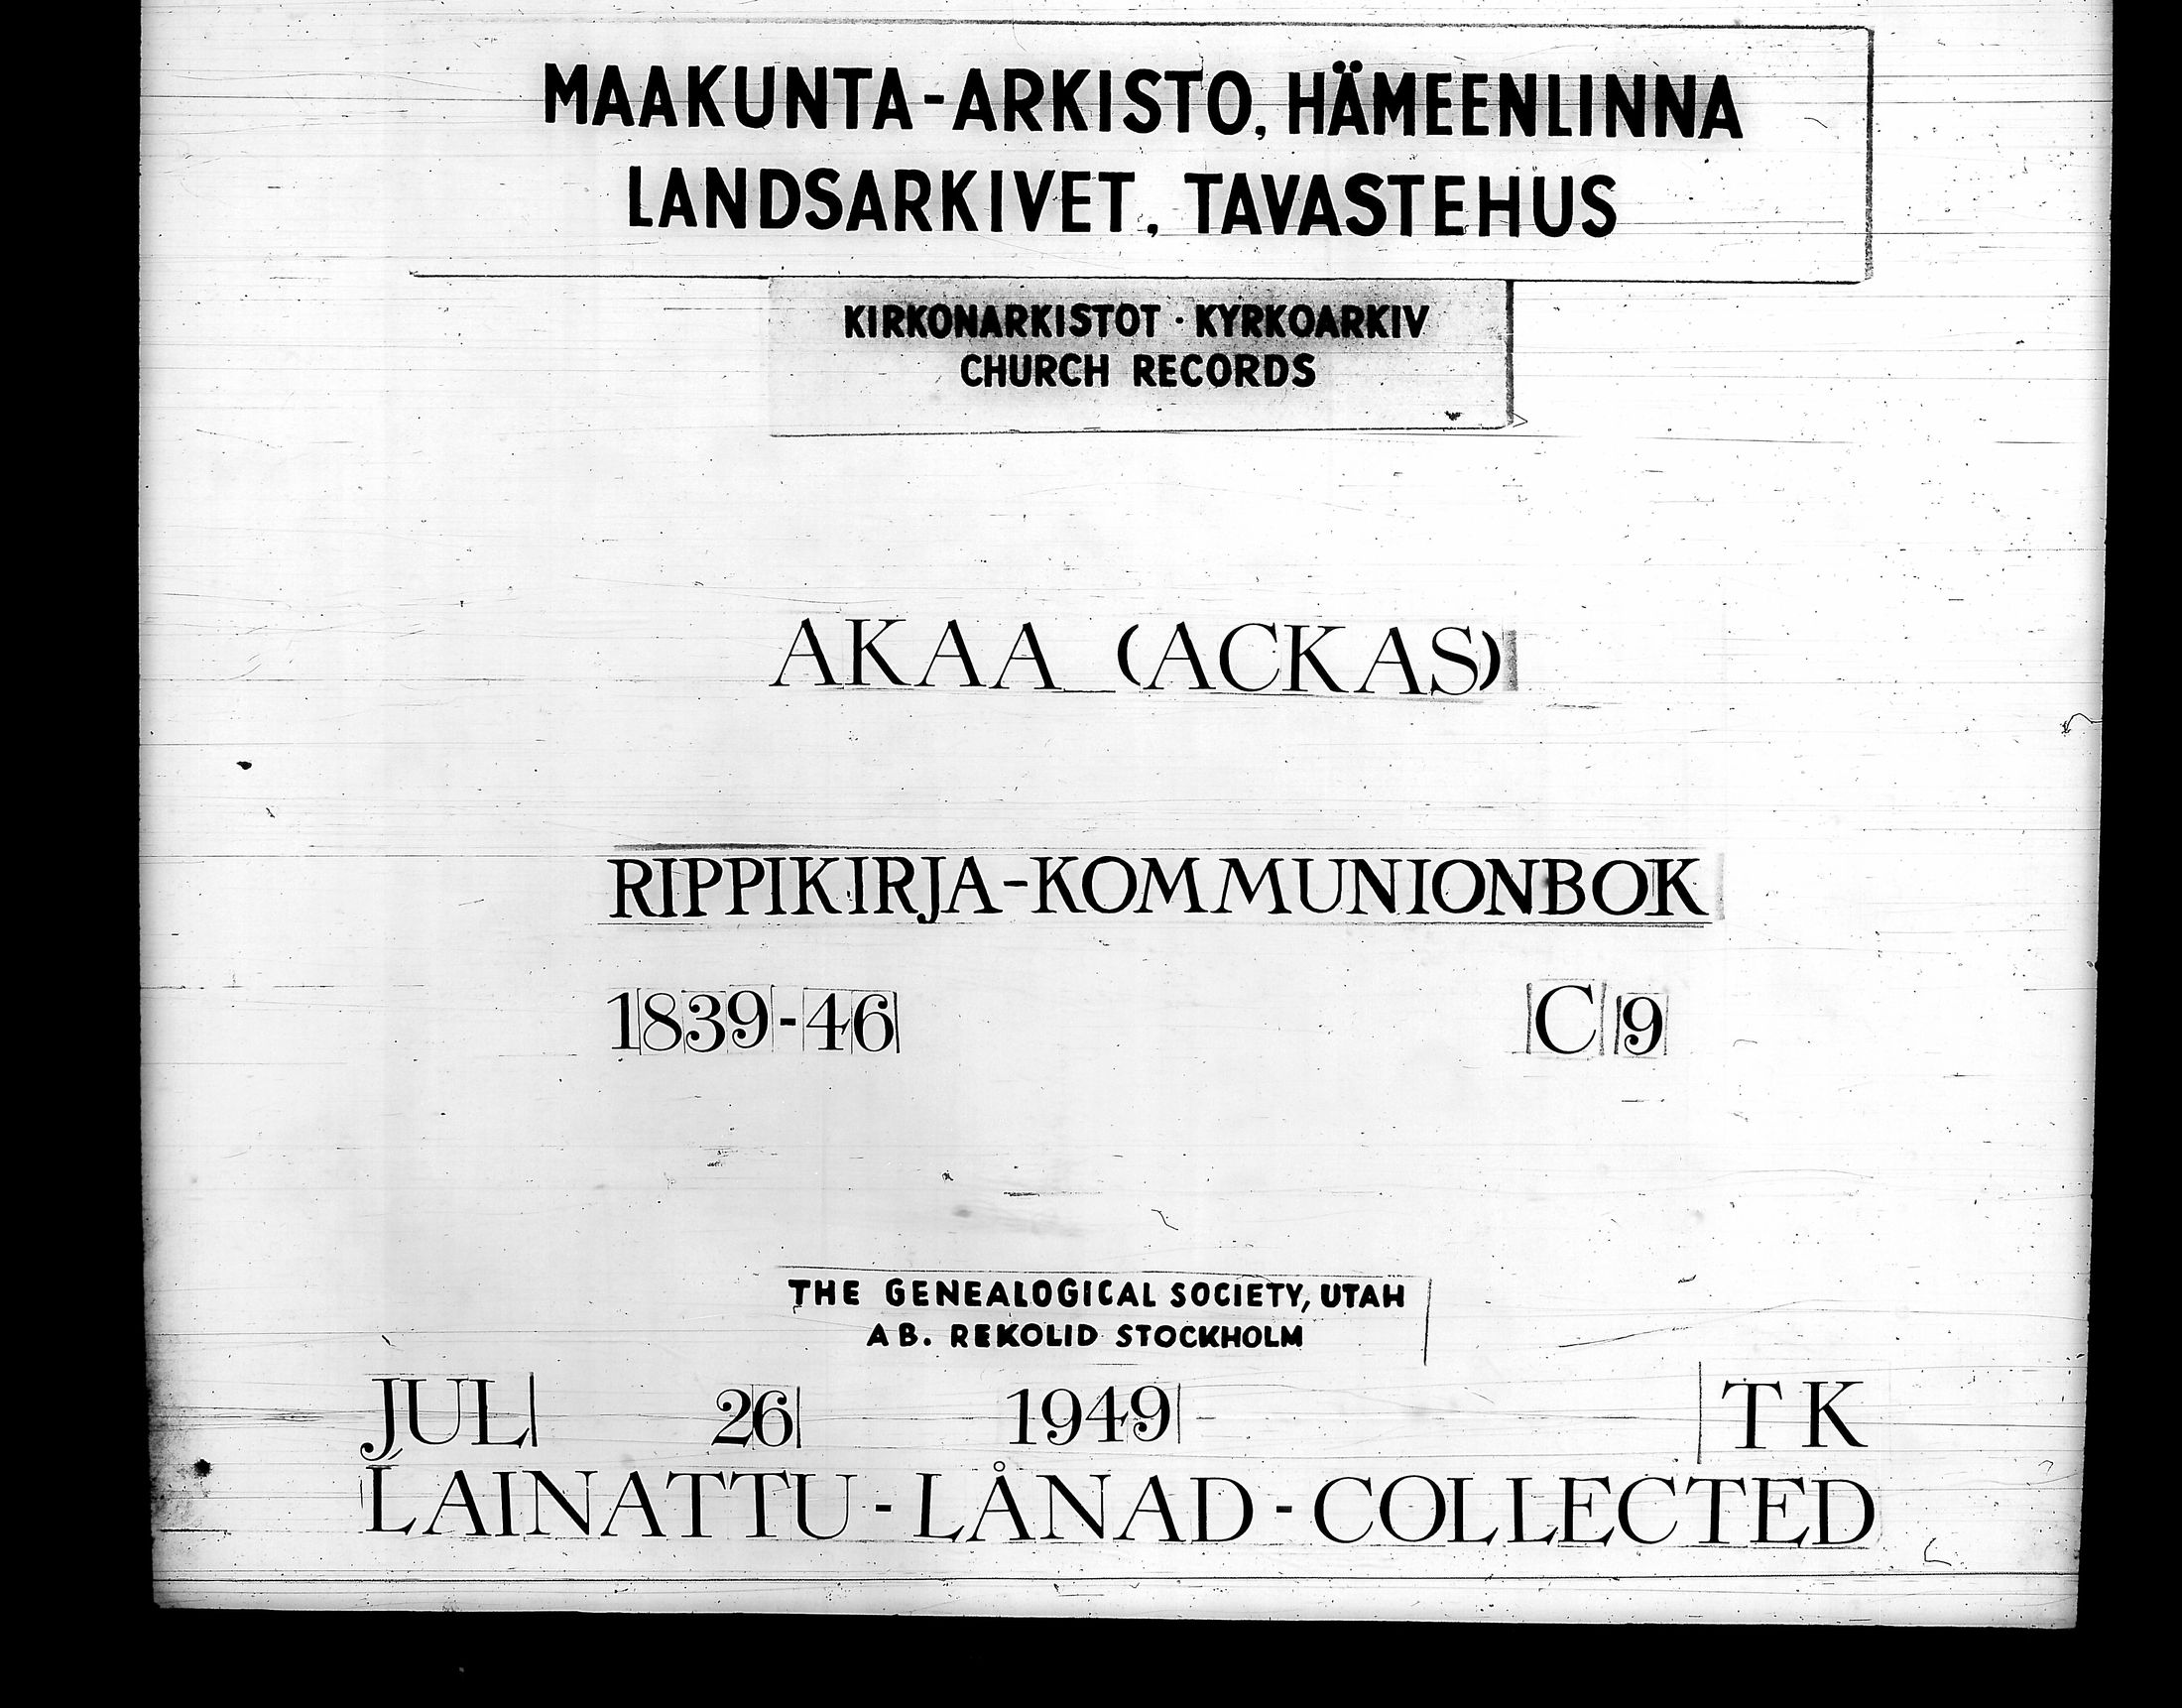 MAAKUNTA-ARKISTO, HÄMEENLINNA
LANDSARKIVET, TAVASTEHUS
KIRKONARKISTOT · KYRKOARKIV
CHURCH RECORDS
AKAA (ACKAS)
RIPPIKIRJA-KOMMUNIONBOK
1839-46 C 9
THE GENEALOGICAL SOCIETY, UTAH
AB. REKOLID STOCKHOLM
JUL 26 1949 TK
LAINATTU-LÅNAD-COLLECTED